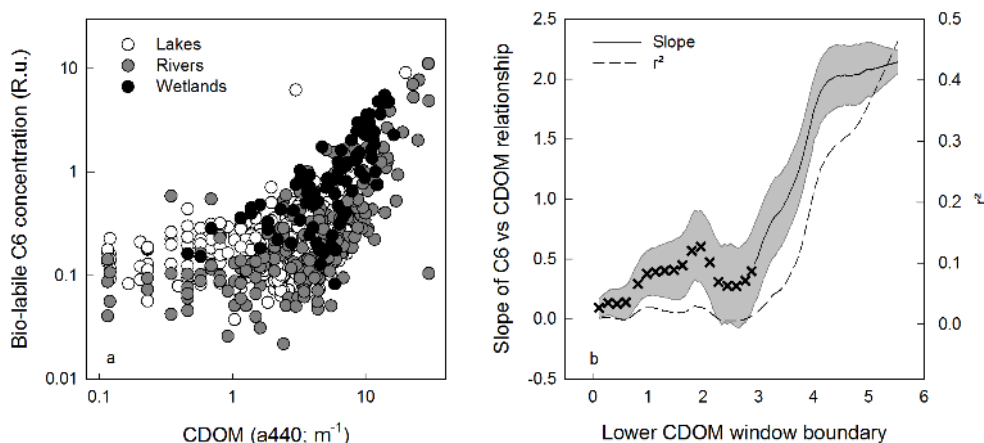 Lakes
Rivers
Wetlands
Bio-labile C6 concentration (R.u.)
10
1
0.1
0.01
a
0.1
1
10
CDOM (a440; m⁻¹)
Slope
r²
Slope of C6 vs CDOM relationship
2.5
2.0
1.5
1.0
0.5
0.0
-0.5
b
0
1
2
3
4
5
6
Lower CDOM window boundary
0.5
0.4
0.3
0.2
0.1
0.0
r²